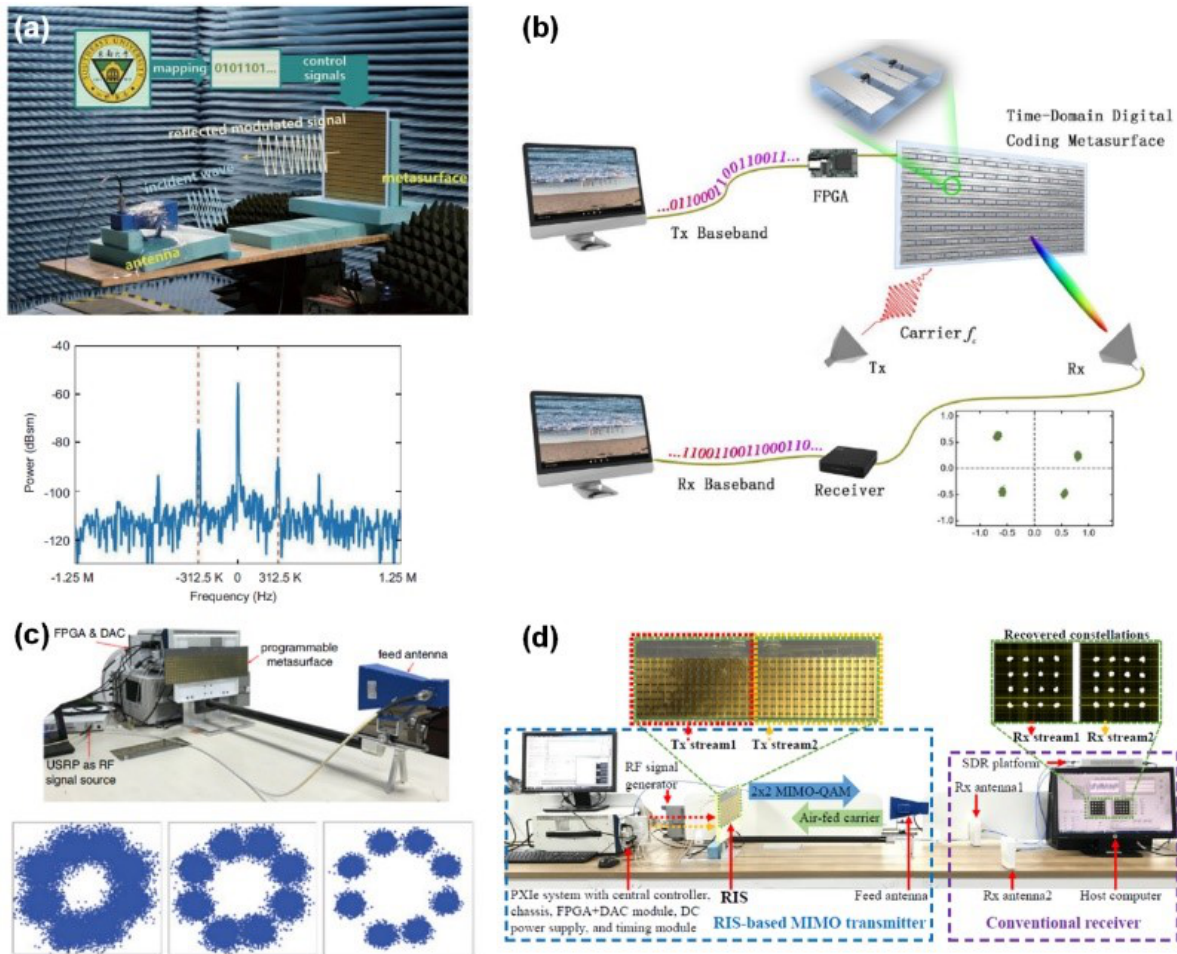 (a)
SOUTHEAST UNIVERSITY
mapping
0101101...
control
signals
reflected modulated signal
incident wave
metasurface
antenna
-40
-60
-80
-100
-120
Power (dBsm)
-1.25 M
-312.5 K
0
312.5 K
1.25 M
Frequency (Hz)
(b)
Time-Domain Digital
Coding Metasurface
...0110001100110011...
FPGA
Tx Baseband
Carrier fc
Tx
Rx
...1100110011000110...
Rx Baseband
Receiver
1.0
0.5
0.0
-0.5
-1.0
-1.0
-0.5
0.0
0.5
1.0
(c)
FPGA & DAC
programmable
metasurface
feed antenna
USRP as RF
signal source
(d)
Recovered constellations
Tx stream1
Tx stream2
Rx stream1
Rx stream2
SDR platform
RF signal
generator
2x2 MIMO-QAM
Air-fed carrier
Rx antenna1
PXIe system with central controller,
chassis, FPGA+DAC module, DC
power supply, and timing module
RIS
Feed antenna
RIS-based MIMO transmitter
Rx antenna2
Host computer
Conventional receiver